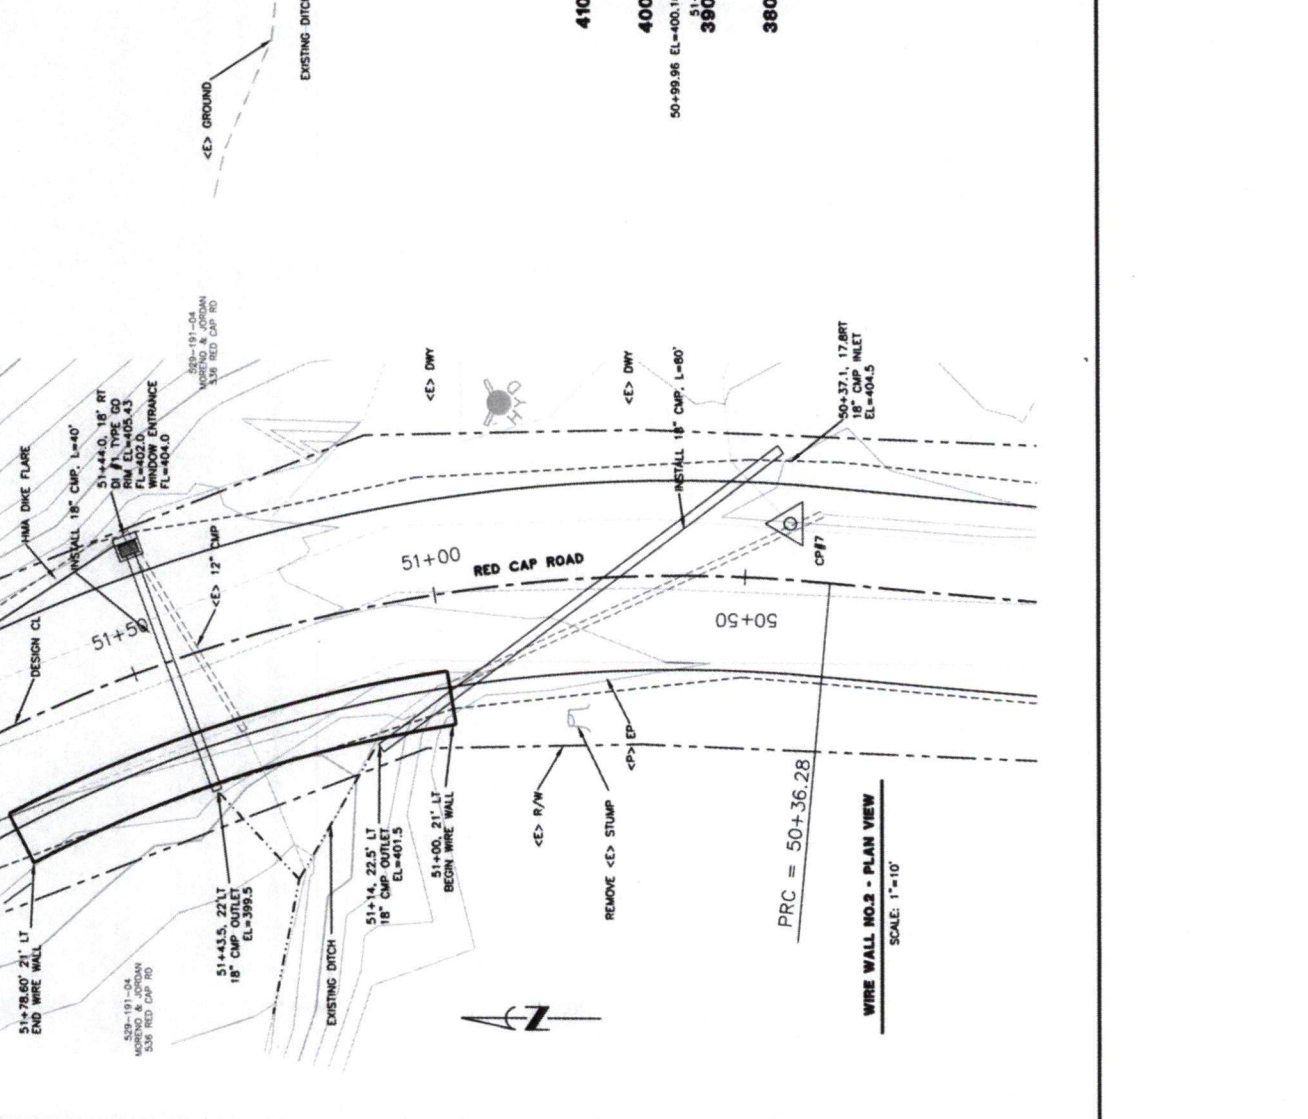 <E> GROUND
EXISTING DITCH
410
400
390
380
50+99.96 EL=400.1
51
529-191-04
MORENO & JORDAN
536 RED CAP RD
HMA DIKE FLARE
INSTALL 18" CMP, L=40'
51+44.0, 18' RT
DI #1, TYPE GO
RIM EL=405.43
FL=402.0
WINDOW ENTRANCE
FL=404.0
<E> DWY
HYD
<E> DWY
INSTALL 18" CMP, L=80'
50+37.1, 17.8RT
18" CMP INLET
EL=404.5
DESIGN CL
51+50
<E> 12" CMP
51+00
RED CAP ROAD
50+50
CP#7
51+78.60' 21' LT
END WIRE WALL
529-191-04
MORENO & JORDAN
536 RED CAP RD
51+43.5, 22'LT
18" CMP OUTLET
EL=399.5
EXISTING DITCH
51+14, 22.5' LT
18" CMP OUTLET
EL=401.5
51+00, 21' LT
BEGIN WIRE WALL
<E> R/W
REMOVE <E> STUMP
<P> EP
PRC = 50+36.28
N
WIRE WALL NO.2 - PLAN VIEW
SCALE: 1"=10'